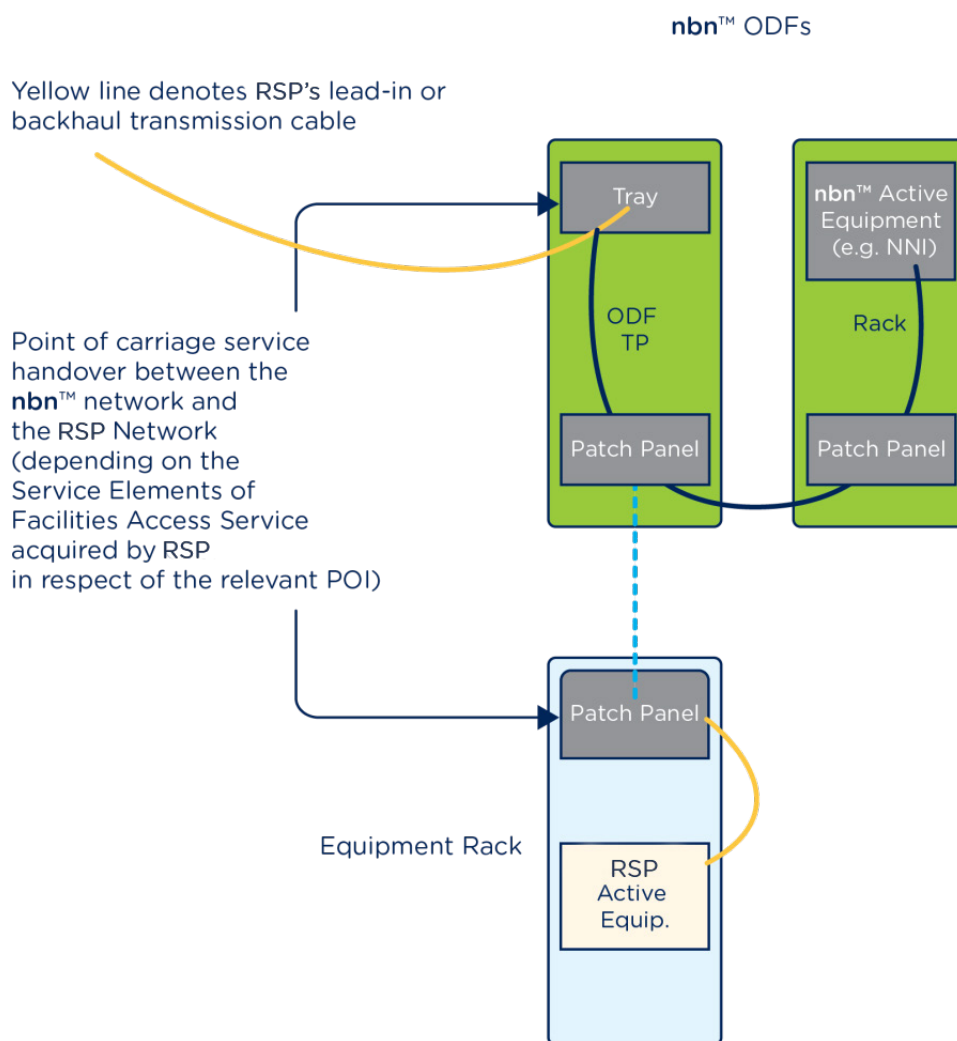 nbn™ ODFs
Yellow line denotes RSP's lead-in or
backhaul transmission cable
Tray
nbn™ Active
Equipment
(e.g. NNI)
ODF
TP
Rack
Point of carriage service
handover between the
nbn™ network and
the RSP Network
(depending on the
Service Elements of
Facilities Access Service
acquired by RSP
in respect of the relevant POI)
Patch Panel
Patch Panel
Patch Panel
Equipment Rack
RSP
Active
Equip.